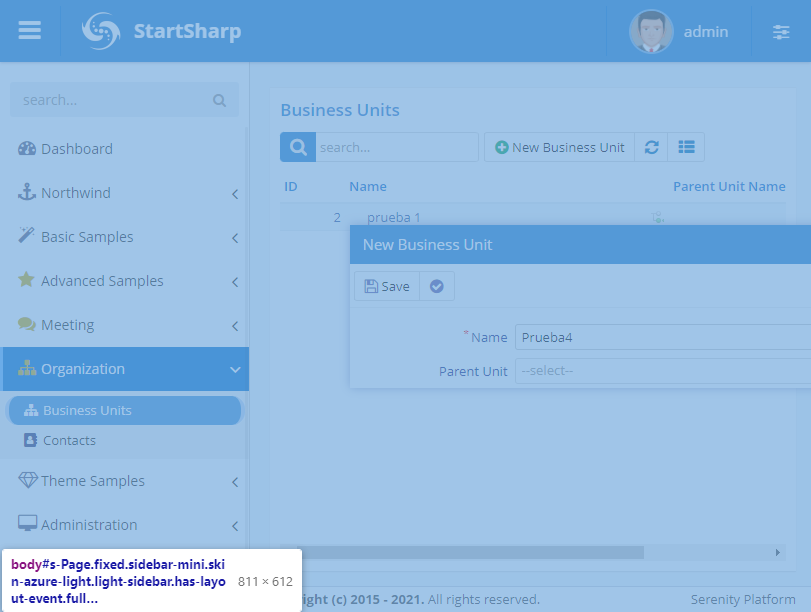 StartSharp
admin
search...
Dashboard
Northwind
Basic Samples
Advanced Samples
Meeting
Organization
Business Units
Contacts
Theme Samples
Administration
Business Units
search...
New Business Unit
ID Name Parent Unit Name
2 prueba 1
New Business Unit
Save
* Name Prueba4
Parent Unit --select--
body#s-Page.fixed.sidebar-mini.ski
n-azure-light.light-sidebar.has-layo
ut-event.full... 811 × 612
ight (c) 2015 - 2021. All rights reserved.
Serenity Platform